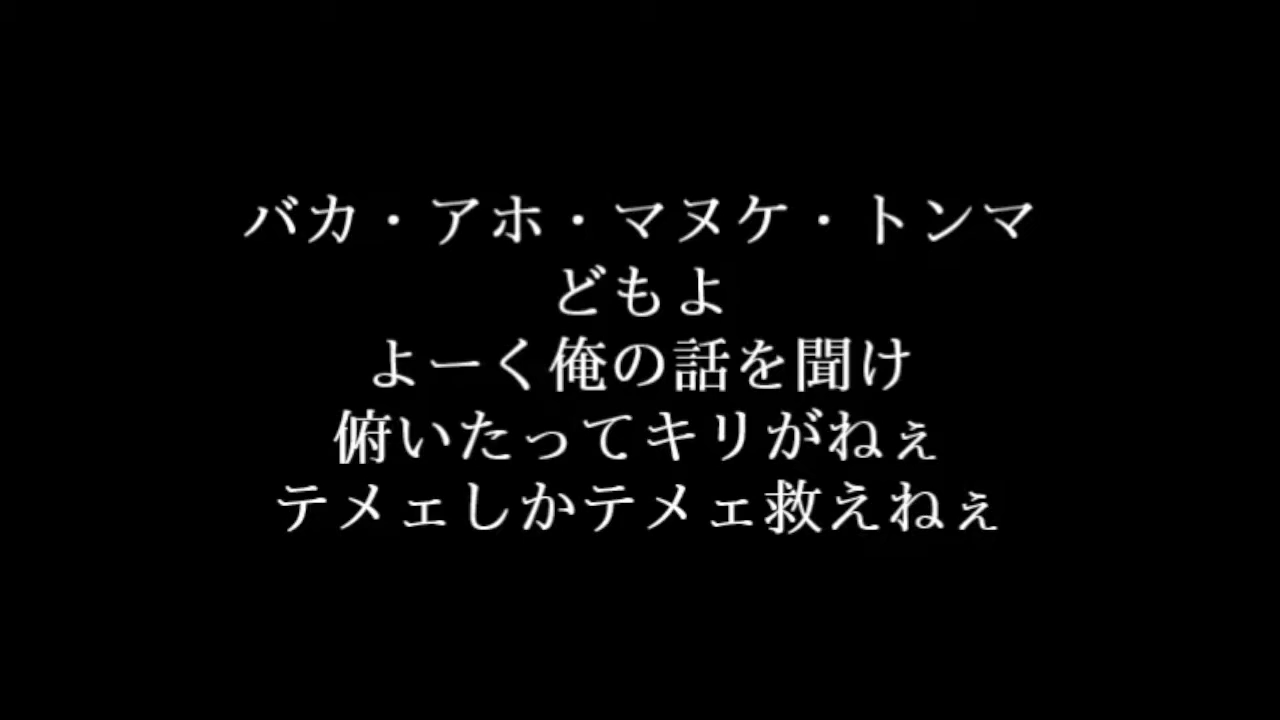 バカ・アホ・マヌケ・トンマ
どもよ
よーく俺の話を聞け
俯いたってキリがねぇ
テメェしかテメェ救えねぇ